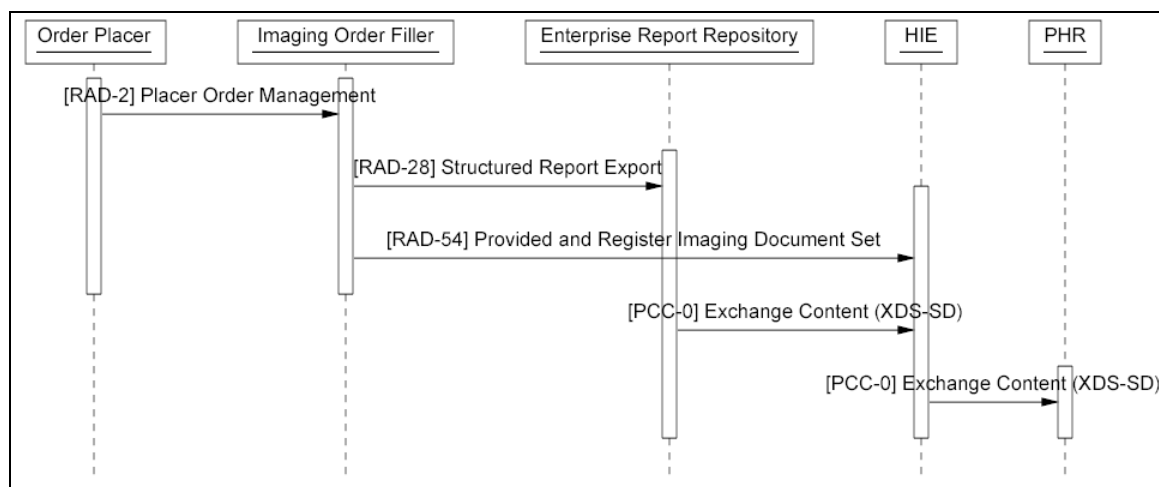 Order Placer
Imaging Order Filler
Enterprise Report Repository
HIE
PHR
[RAD-2] Placer Order Management
[RAD-28] Structured Report Export
[RAD-54] Provided and Register Imaging Document Set
[PCC-0] Exchange Content (XDS-SD)
[PCC-0] Exchange Content (XDS-SD)